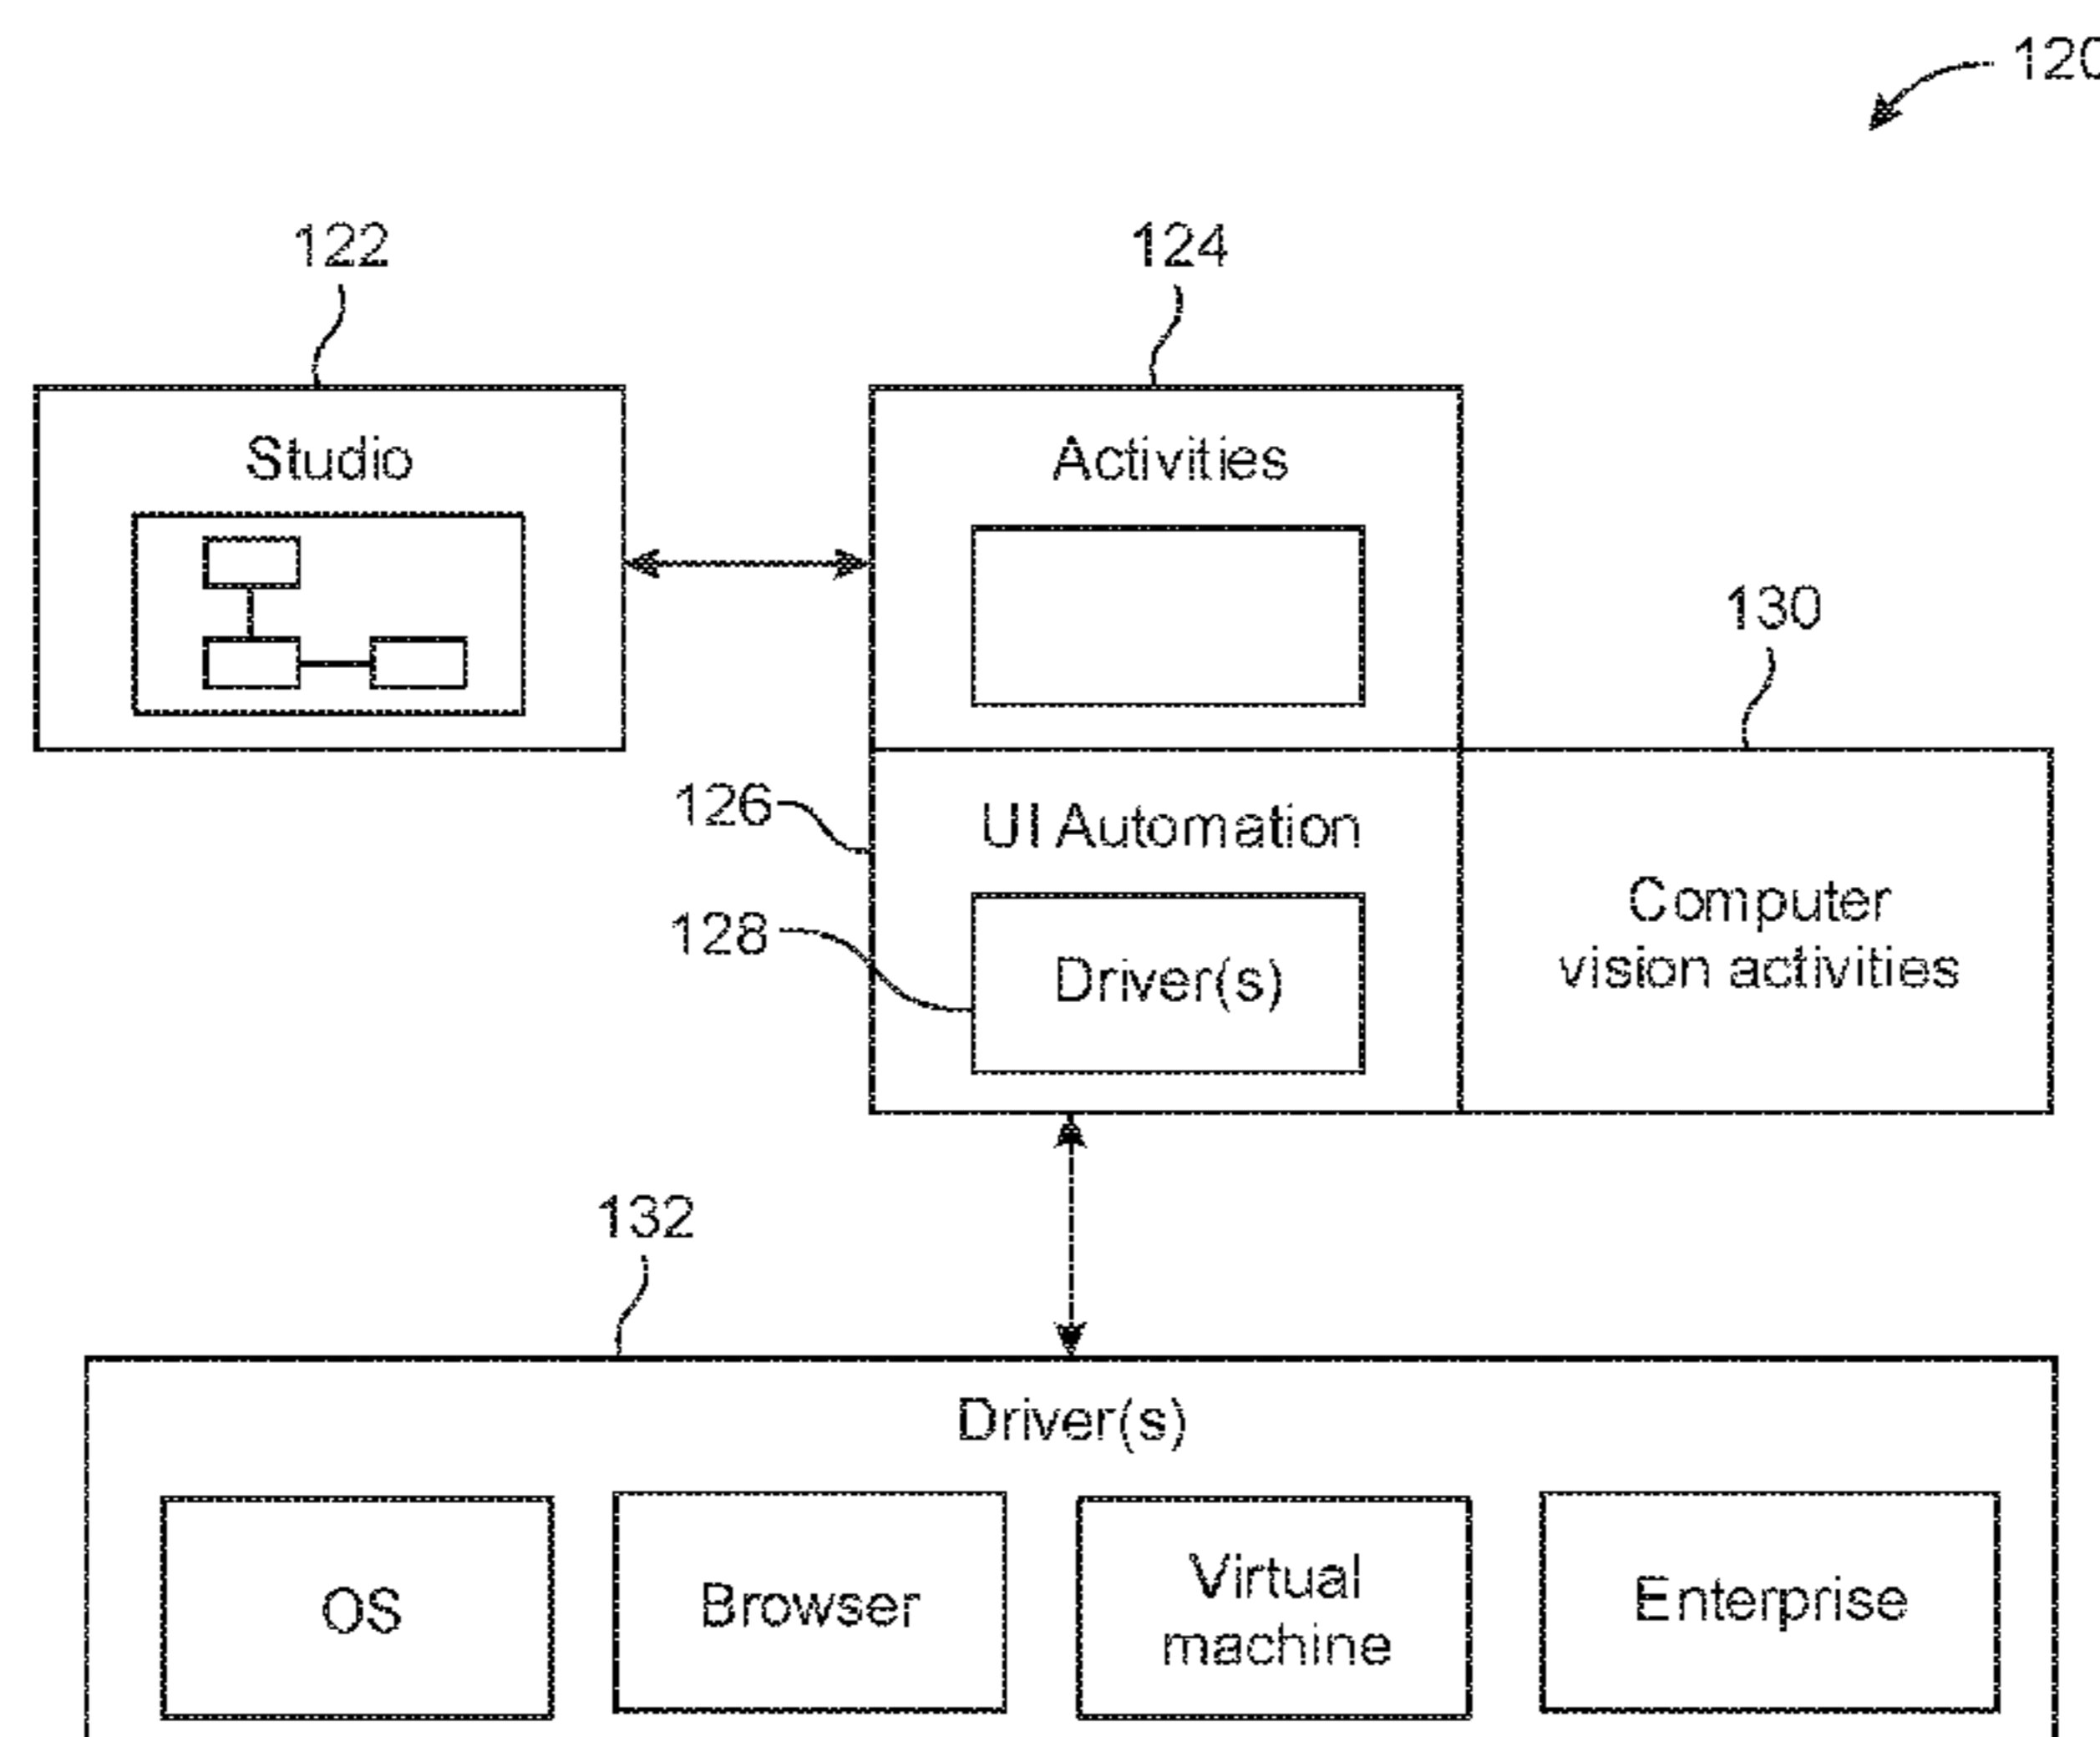 120
122
124
Studio
Activities
130
126
UI Automation
Computer
vision activities
128
Driver(s)
132
Driver(s)
OS
Browser
Virtual
machine
Enterprise